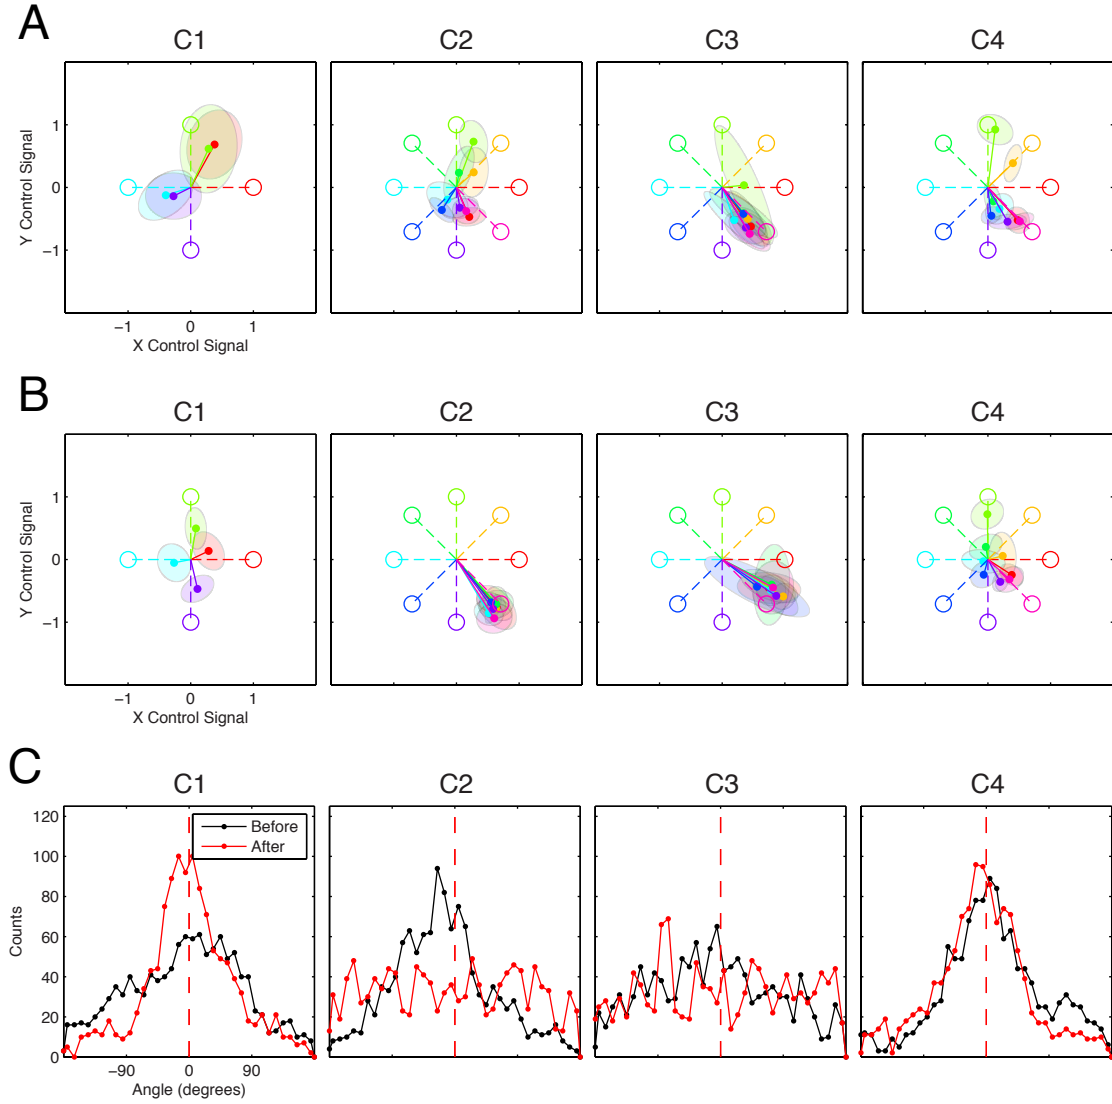 A
C1 C2 C3 C4
Y Control Signal
1
0
−1
−1 0 1
X Control Signal
B
C1 C2 C3 C4
Y Control Signal
1
0
−1
−1 0 1
X Control Signal
C
C1 C2 C3 C4
Counts
120
100
80
60
40
20
0
Before
After
−90 0 90
Angle (degrees)